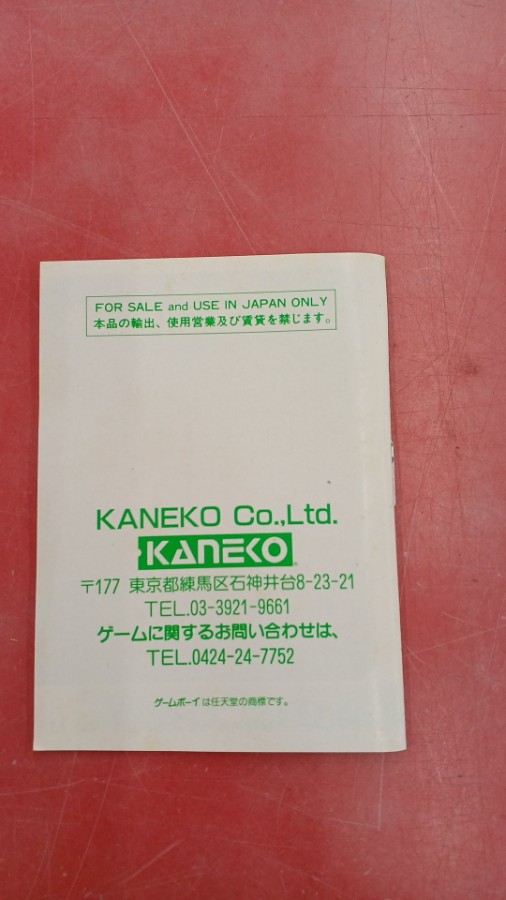 FOR SALE and USE IN JAPAN ONLY
本品の輸出、使用営業及び賃貸を禁じます。
KANEKO Co.,Ltd.
KANEKO
〒177 東京都練馬区石神井台8-23-21
TEL.03-3921-9661
ゲームに関するお問い合わせは、
TEL.0424-24-7752
ゲームボーイは任天堂の商標です。